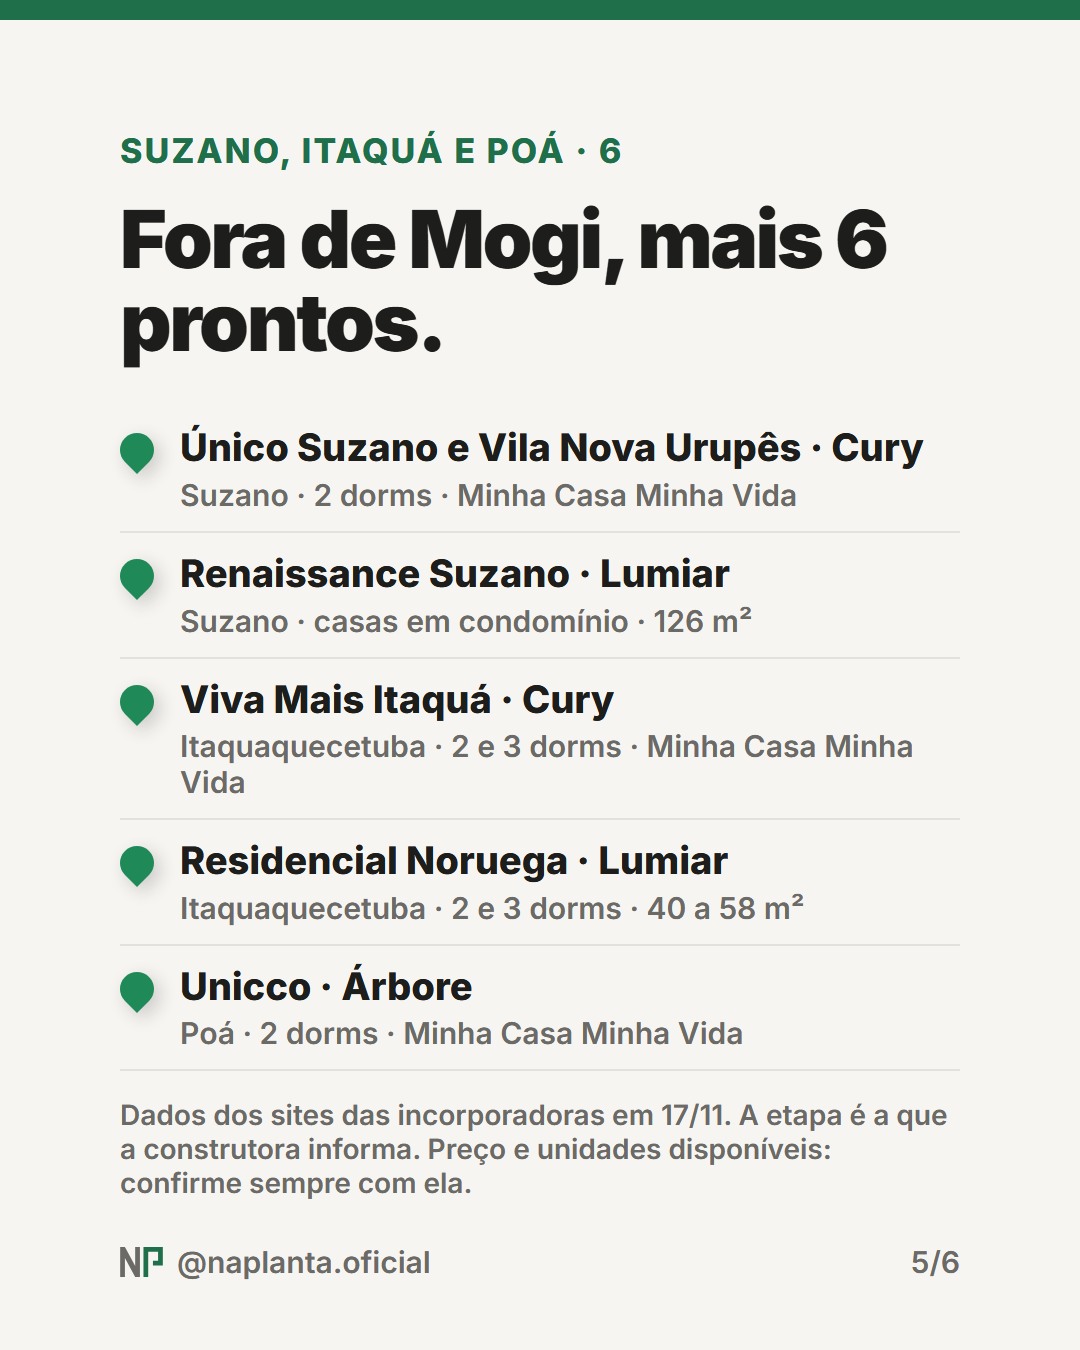 SUZANO, ITAQUÁ E POÁ · 6
Fora de Mogi, mais 6
prontos.
Único Suzano e Vila Nova Urupês · Cury
Suzano · 2 dorms · Minha Casa Minha Vida
Renaissance Suzano · Lumiar
Suzano · casas em condomínio · 126 m²
Viva Mais Itaquá · Cury
Itaquaquecetuba · 2 e 3 dorms · Minha Casa Minha
Vida
Residencial Noruega · Lumiar
Itaquaquecetuba · 2 e 3 dorms · 40 a 58 m²
Unicco · Árbore
Poá · 2 dorms · Minha Casa Minha Vida
Dados dos sites das incorporadoras em 17/11. A etapa é a que
a construtora informa. Preço e unidades disponíveis:
confirme sempre com ela.
NP @naplanta.oficial 5/6